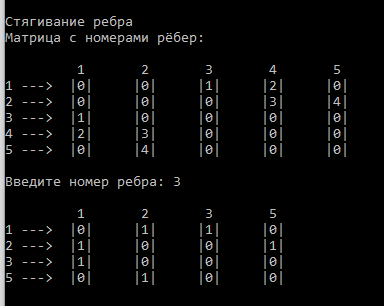 Стягивание ребра
Матрица с номерами рёбер:
1 2 3 4 5
1 ---> |0| |0| |1| |2| |0|
2 ---> |0| |0| |0| |3| |4|
3 ---> |1| |0| |0| |0| |0|
4 ---> |2| |3| |0| |0| |0|
5 ---> |0| |4| |0| |0| |0|
Введите номер ребра: 3
1 2 3 5
1 ---> |0| |1| |1| |0|
2 ---> |1| |0| |0| |1|
3 ---> |1| |0| |0| |0|
5 ---> |0| |1| |0| |0|